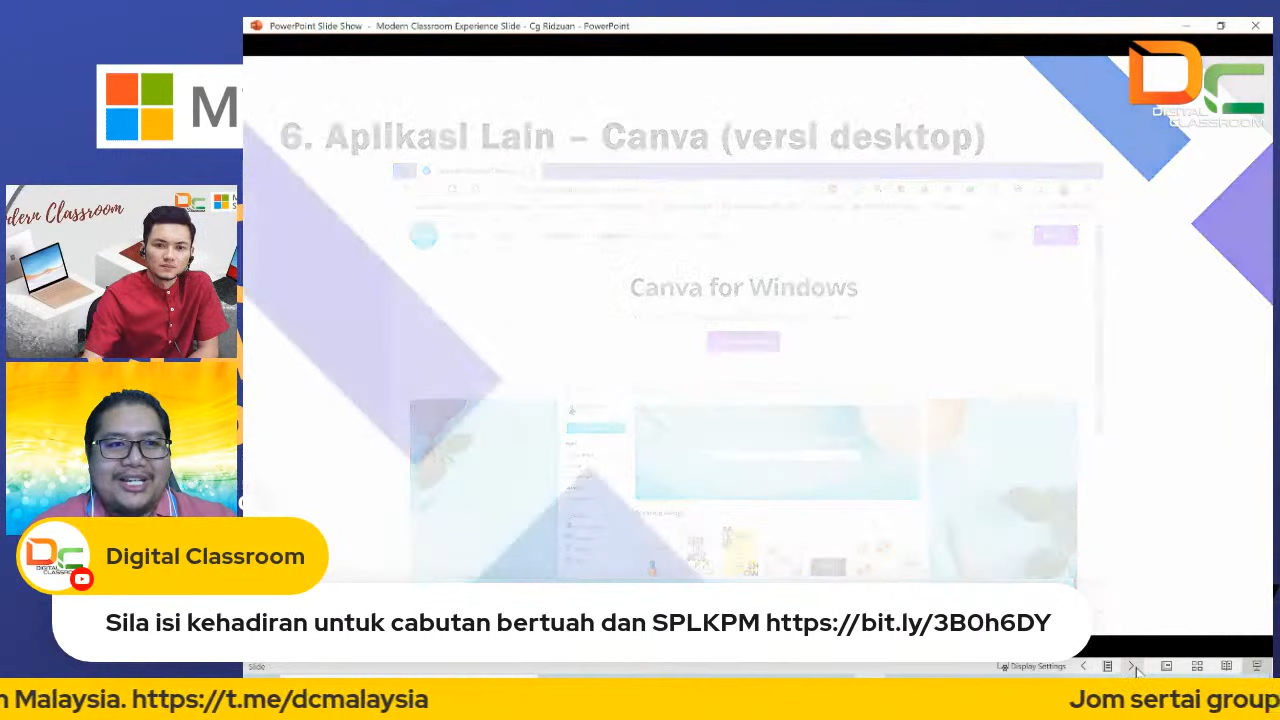 PowerPoint Slide Show - Modern Classroom Experience Slide - Cg Ridzuan - PowerPoint
DC
DIGITAL
CLASSROOM
M
6. Aplikasi Lain – Canva (versi desktop)
Modern Classroom
DC
Canva for Windows
Digital Classroom
Sila isi kehadiran untuk cabutan bertuah dan SPLKPM https://bit.ly/3B0h6DY
Slide
Display Settings
n Malaysia. https://t.me/dcmalaysia
Jom sertai group